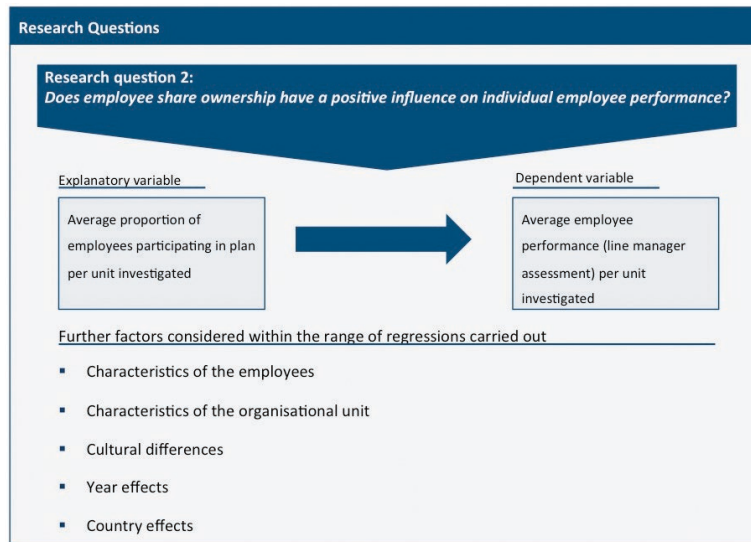 Research Questions
Research question 2:
Does employee share ownership have a positive influence on individual employee performance?
Explanatory variable
Average proportion of
employees participating in plan
per unit investigated
Dependent variable
Average employee
performance (line manager
assessment) per unit
investigated
Further factors considered within the range of regressions carried out
▪ Characteristics of the employees
▪ Characteristics of the organisational unit
▪ Cultural differences
▪ Year effects
▪ Country effects